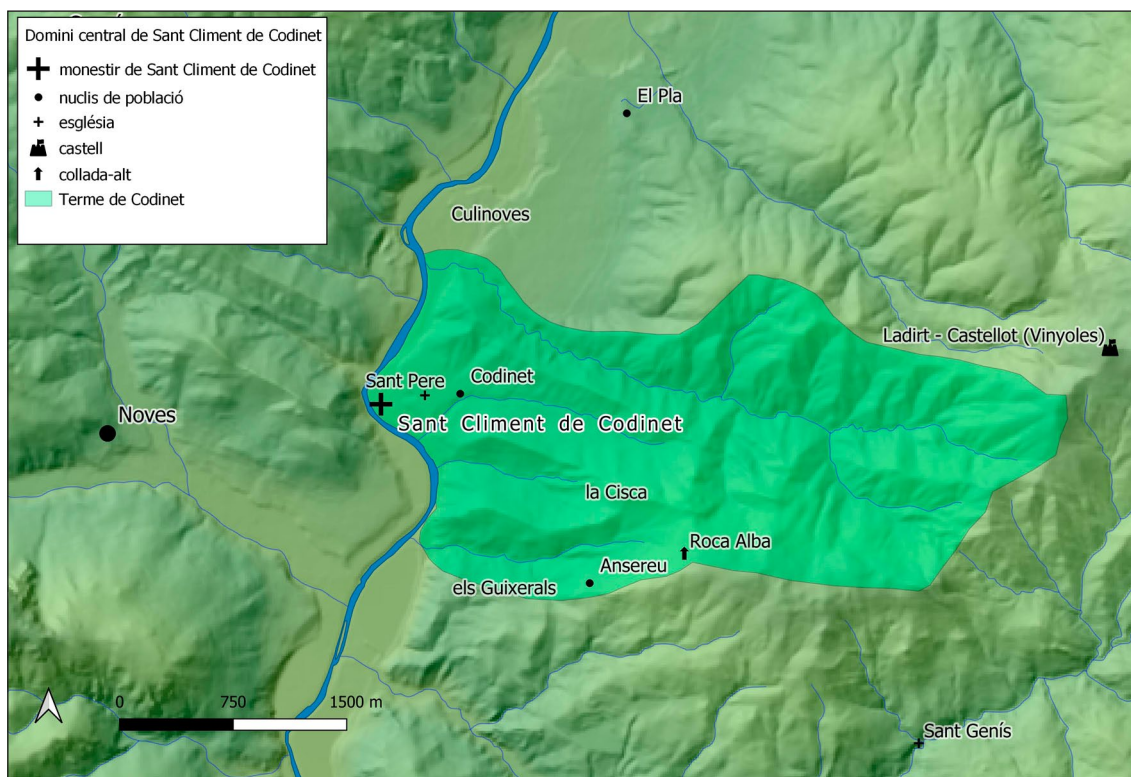 Domini central de Sant Climent de Codinet
monestir de Sant Climent de Codinet
nuclis de població
església
castell
collada-alt
Terme de Codinet
El Pla
Culinoves
Ladirt - Castellot (Vinyoles)
Sant Pere
Codinet
Noves
Sant Climent de Codinet
la Cisca
Roca Alba
Ansereu
els Guixerals
0 750 1500 m
Sant Genís